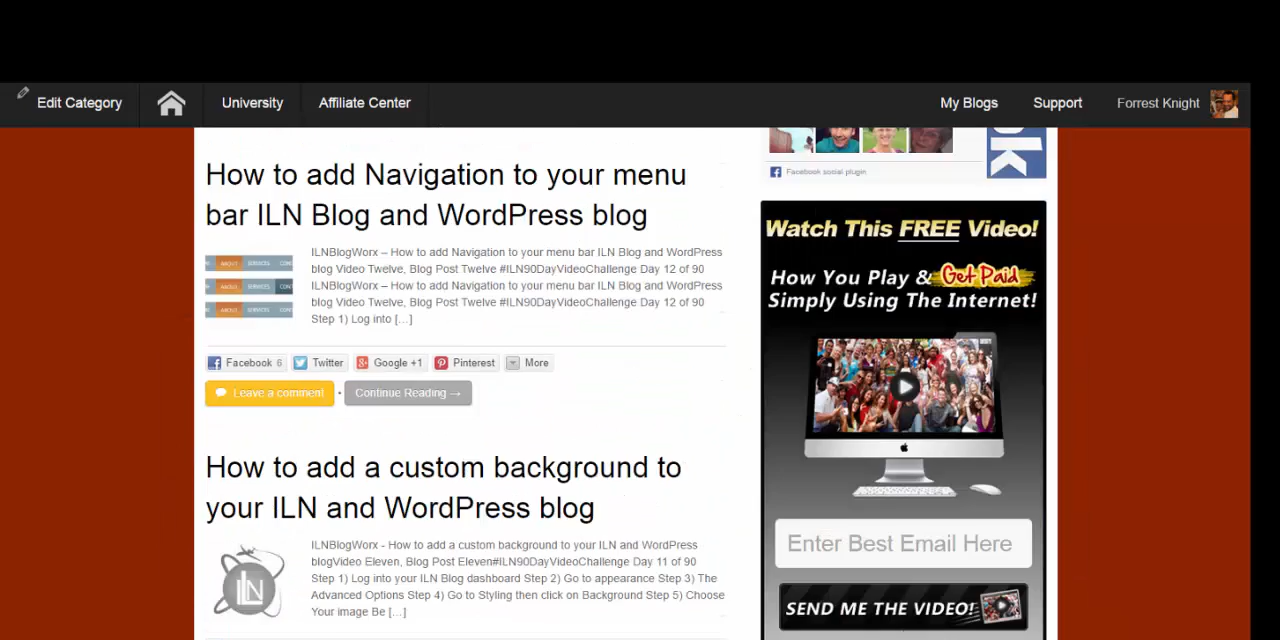 Edit Category
University
Affiliate Center
My Blogs
Support
Forrest Knight
How to add Navigation to your menu
bar ILN Blog and WordPress blog
ABOUT SERVICES
ABOUT SERVICES
ABOUT SERVICES
ILNBlogWorx – How to add Navigation to your menu bar ILN Blog and WordPress
blog Video Twelve, Blog Post Twelve #ILN90DayVideoChallenge Day 12 of 90
ILNBlogWorx – How to add Navigation to your menu bar ILN Blog and WordPress
blog Video Twelve, Blog Post Twelve #ILN90DayVideoChallenge Day 12 of 90
Step 1) Log into […]
Facebook 6
Twitter
Google +1
Pinterest
More
Leave a comment
Continue Reading →
How to add a custom background to
your ILN and WordPress blog
ILN
ILNBlogWorx - How to add a custom background to your ILN and WordPress
blogVideo Eleven, Blog Post Eleven#ILN90DayVideoChallenge Day 11 of 90
Step 1) Log into your ILN Blog dashboard Step 2) Go to appearance Step 3) The
Advanced Options Step 4) Go to Styling then click on Background Step 5) Choose
Your image Be […]
ok
Facebook social plugin
Watch This FREE Video!
How You Play & Get Paid
Simply Using The Internet!
Enter Best Email Here
SEND ME THE VIDEO!